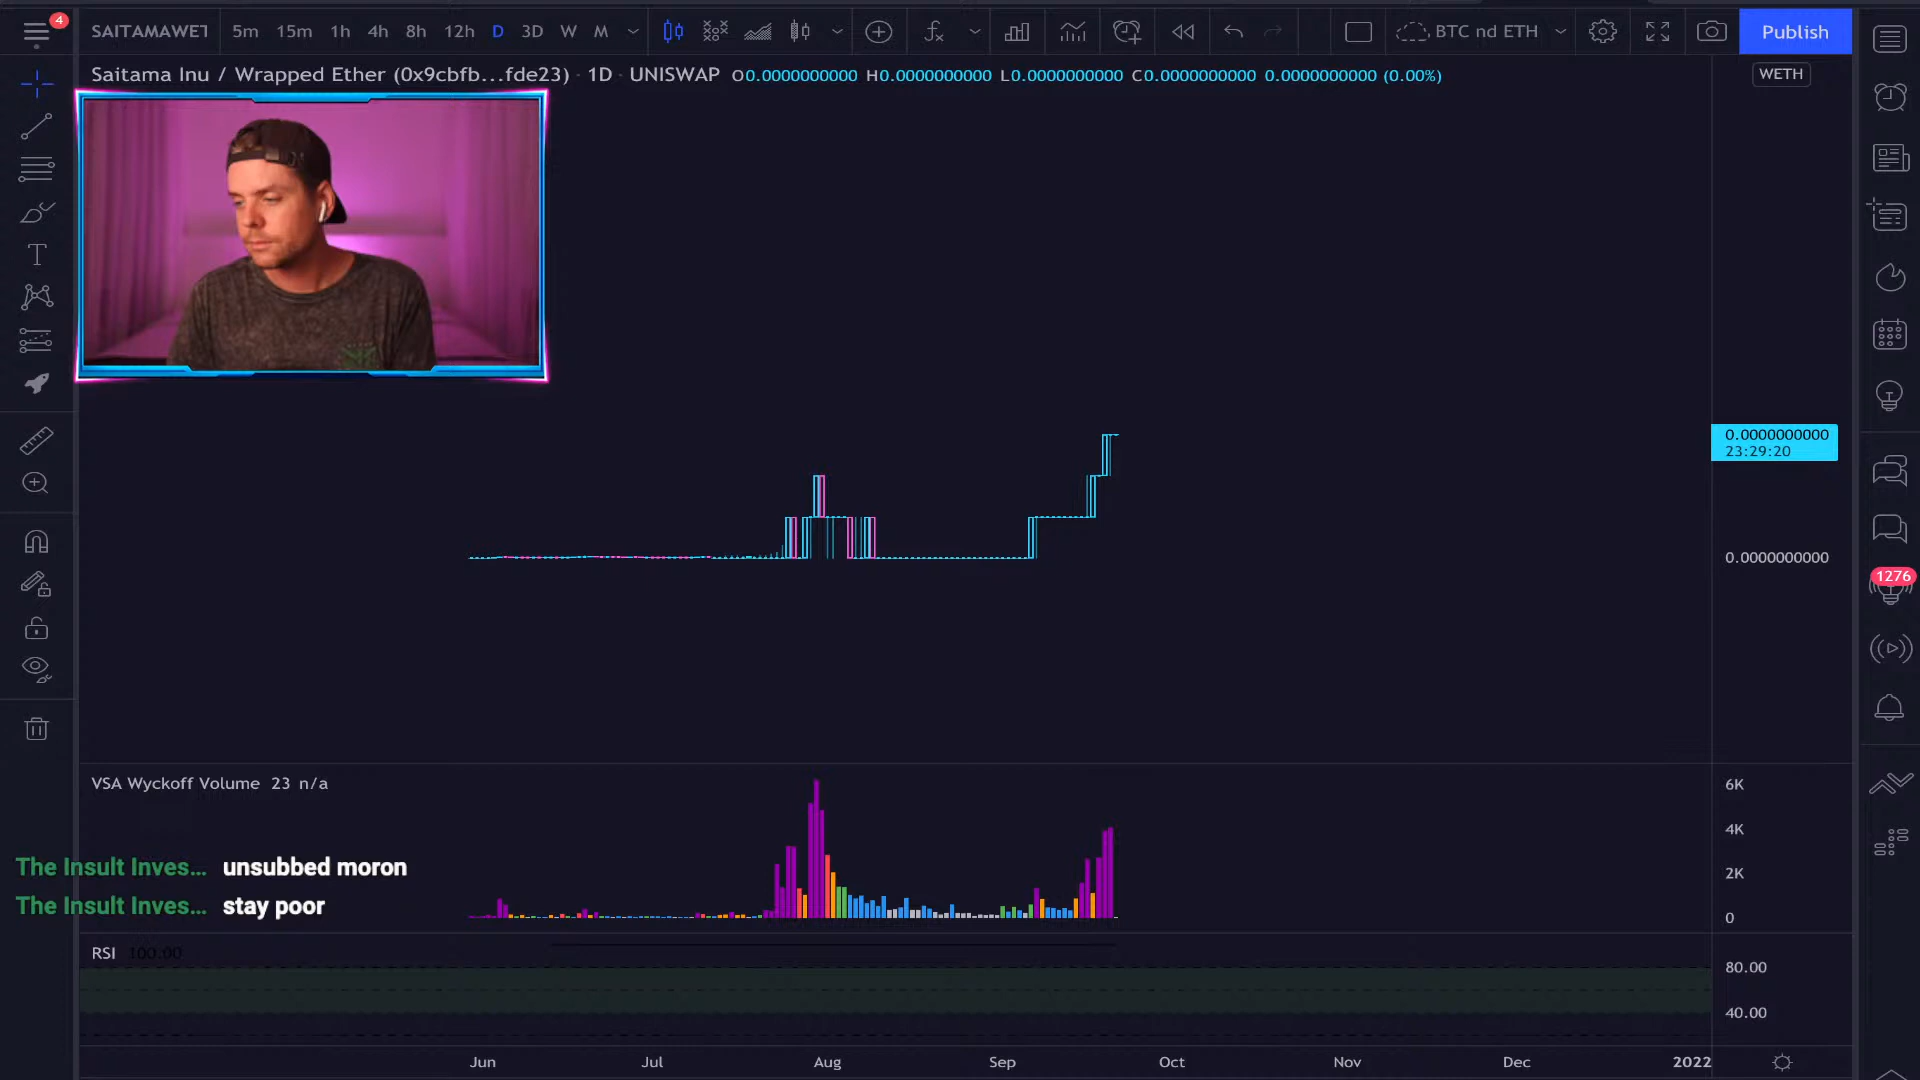 4
SAITAMAWET 5m 15m 1h 4h 8h 12h D 3D W M BTC nd ETH Publish
Saitama Inu / Wrapped Ether (0x9cbfb...fde23) · 1D · UNISWAP O0.0000000000 H0.0000000000 L0.0000000000 C0.0000000000 0.0000000000 (0.00%)
WETH
T
0.0000000000
23:29:20
0.0000000000
1276
VSA Wyckoff Volume 23 n/a
6K
4K
2K
0
The Insult Inves... unsubbed moron
The Insult Inves... stay poor
RSI 100.00
80.00
40.00
Jun Jul Aug Sep Oct Nov Dec 2022